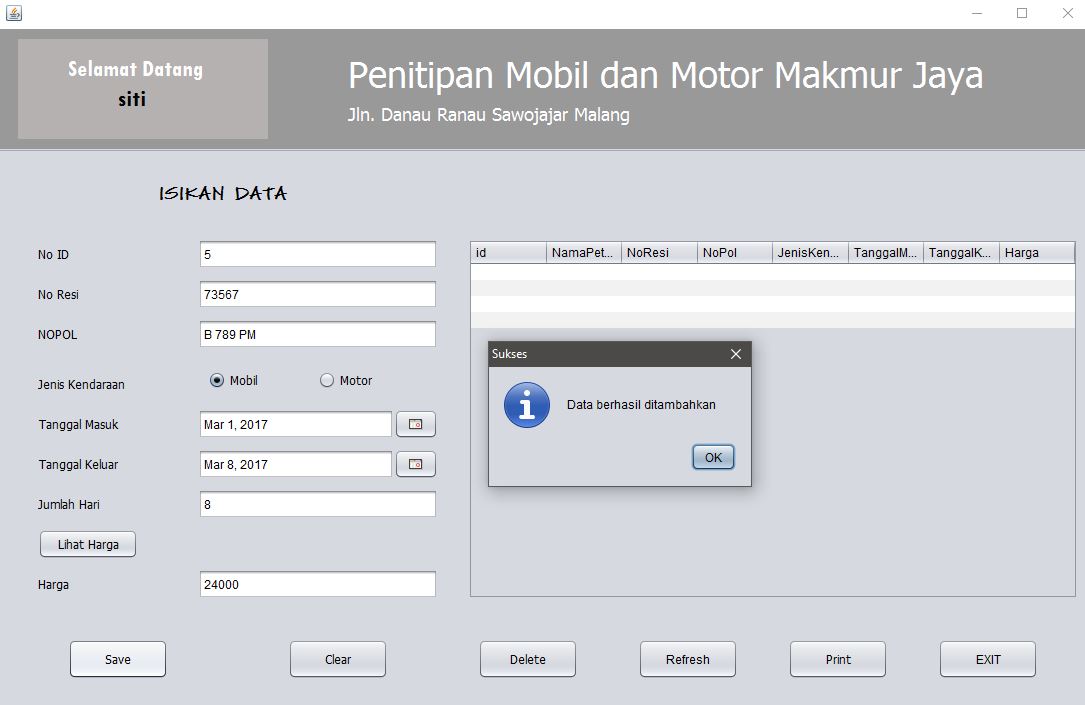 Selamat Datang
siti
Penitipan Mobil dan Motor Makmur Jaya
Jln. Danau Ranau Sawojajar Malang
ISIKAN DATA
No ID 5
No Resi 73567
NOPOL B 789 PM
Jenis Kendaraan Mobil Motor
Tanggal Masuk Mar 1, 2017
Tanggal Keluar Mar 8, 2017
Jumlah Hari 8
Lihat Harga
Harga 24000
id NamaPet... NoResi NoPol JenisKen... TanggalM... TanggalK... Harga
Sukses
Data berhasil ditambahkan
OK
Save Clear Delete Refresh Print EXIT